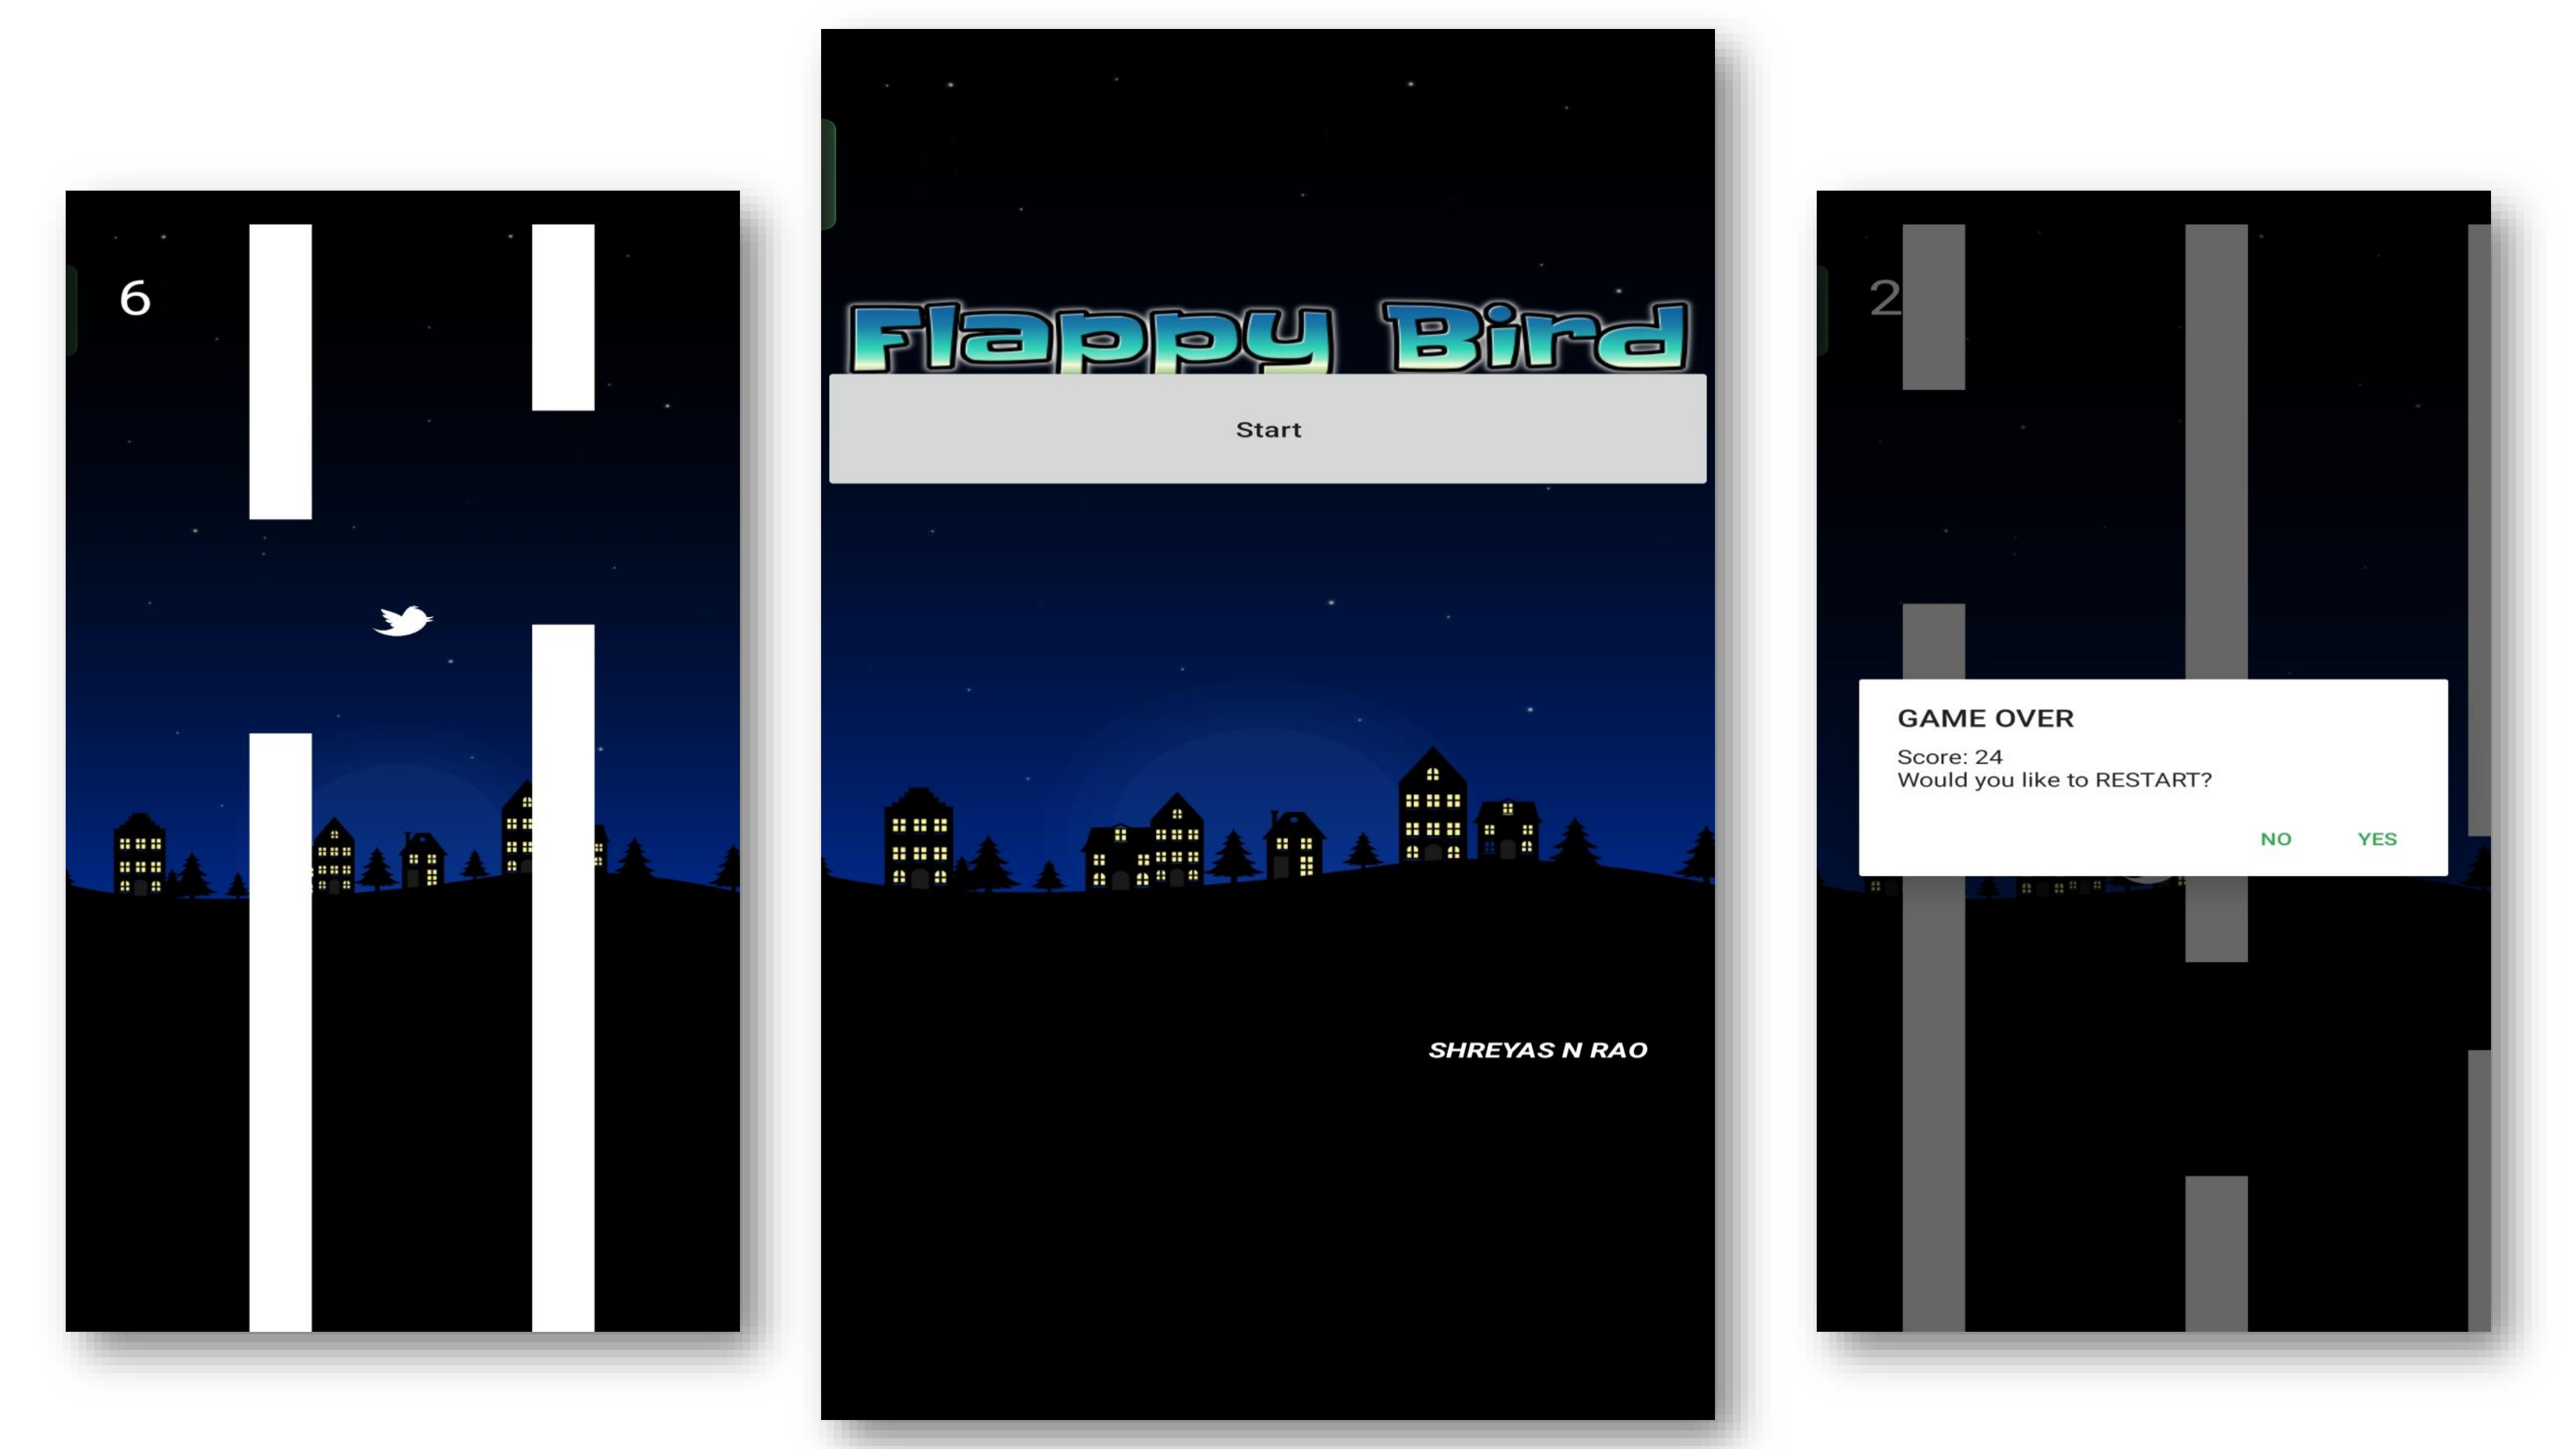 6
Flappy Bird
Start
SHREYAS N RAO
2
GAME OVER
Score: 24
Would you like to RESTART?
NO YES